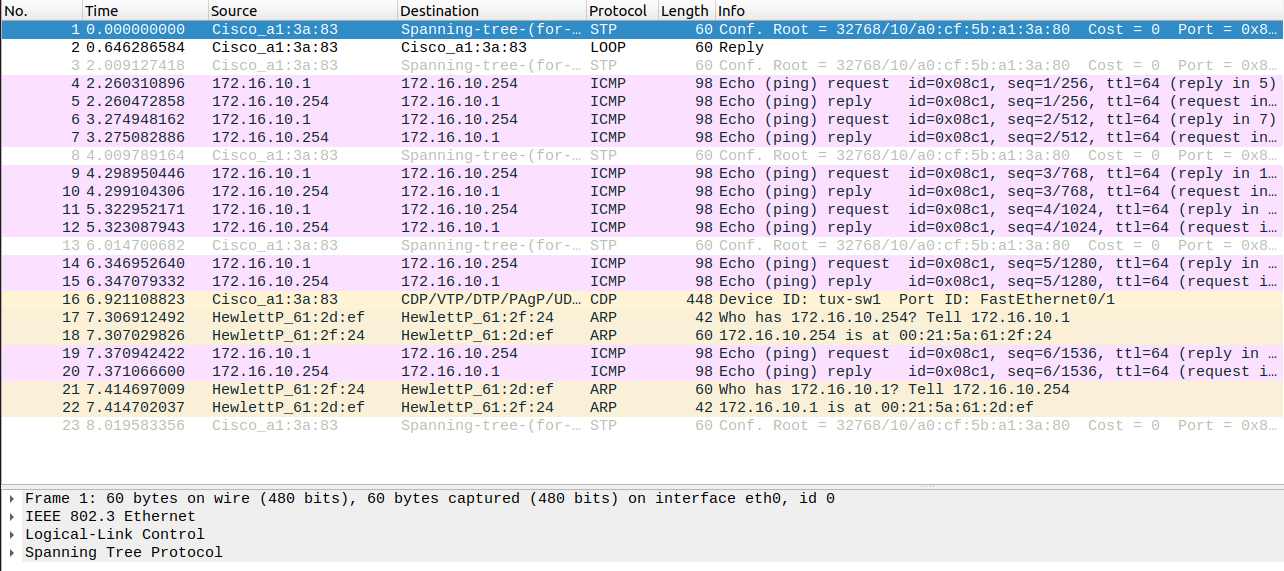 No. Time Source Destination Protocol Length Info
1 0.000000000 Cisco_a1:3a:83 Spanning-tree-(for-… STP 60 Conf. Root = 32768/10/a0:cf:5b:a1:3a:80 Cost = 0 Port = 0x8…
2 0.646286584 Cisco_a1:3a:83 Cisco_a1:3a:83 LOOP 60 Reply
3 2.009127418 Cisco_a1:3a:83 Spanning-tree-(for-… STP 60 Conf. Root = 32768/10/a0:cf:5b:a1:3a:80 Cost = 0 Port = 0x8…
4 2.260310896 172.16.10.1 172.16.10.254 ICMP 98 Echo (ping) request id=0x08c1, seq=1/256, ttl=64 (reply in 5)
5 2.260472858 172.16.10.254 172.16.10.1 ICMP 98 Echo (ping) reply id=0x08c1, seq=1/256, ttl=64 (request in…
6 3.274948162 172.16.10.1 172.16.10.254 ICMP 98 Echo (ping) request id=0x08c1, seq=2/512, ttl=64 (reply in 7)
7 3.275082886 172.16.10.254 172.16.10.1 ICMP 98 Echo (ping) reply id=0x08c1, seq=2/512, ttl=64 (request in…
8 4.009789164 Cisco_a1:3a:83 Spanning-tree-(for-… STP 60 Conf. Root = 32768/10/a0:cf:5b:a1:3a:80 Cost = 0 Port = 0x8…
9 4.298950446 172.16.10.1 172.16.10.254 ICMP 98 Echo (ping) request id=0x08c1, seq=3/768, ttl=64 (reply in 1…
10 4.299104306 172.16.10.254 172.16.10.1 ICMP 98 Echo (ping) reply id=0x08c1, seq=3/768, ttl=64 (request in…
11 5.322952171 172.16.10.1 172.16.10.254 ICMP 98 Echo (ping) request id=0x08c1, seq=4/1024, ttl=64 (reply in …
12 5.323087943 172.16.10.254 172.16.10.1 ICMP 98 Echo (ping) reply id=0x08c1, seq=4/1024, ttl=64 (request i…
13 6.014700682 Cisco_a1:3a:83 Spanning-tree-(for-… STP 60 Conf. Root = 32768/10/a0:cf:5b:a1:3a:80 Cost = 0 Port = 0x8…
14 6.346952640 172.16.10.1 172.16.10.254 ICMP 98 Echo (ping) request id=0x08c1, seq=5/1280, ttl=64 (reply in …
15 6.347079332 172.16.10.254 172.16.10.1 ICMP 98 Echo (ping) reply id=0x08c1, seq=5/1280, ttl=64 (request i…
16 6.921108823 Cisco_a1:3a:83 CDP/VTP/DTP/PAgP/UD… CDP 448 Device ID: tux-sw1 Port ID: FastEthernet0/1
17 7.306912492 HewlettP_61:2d:ef HewlettP_61:2f:24 ARP 42 Who has 172.16.10.254? Tell 172.16.10.1
18 7.307029826 HewlettP_61:2f:24 HewlettP_61:2d:ef ARP 60 172.16.10.254 is at 00:21:5a:61:2f:24
19 7.370942422 172.16.10.1 172.16.10.254 ICMP 98 Echo (ping) request id=0x08c1, seq=6/1536, ttl=64 (reply in …
20 7.371066600 172.16.10.254 172.16.10.1 ICMP 98 Echo (ping) reply id=0x08c1, seq=6/1536, ttl=64 (request i…
21 7.414697009 HewlettP_61:2f:24 HewlettP_61:2d:ef ARP 60 Who has 172.16.10.1? Tell 172.16.10.254
22 7.414702037 HewlettP_61:2d:ef HewlettP_61:2f:24 ARP 42 172.16.10.1 is at 00:21:5a:61:2d:ef
23 8.019583356 Cisco_a1:3a:83 Spanning-tree-(for-… STP 60 Conf. Root = 32768/10/a0:cf:5b:a1:3a:80 Cost = 0 Port = 0x8…
Frame 1: 60 bytes on wire (480 bits), 60 bytes captured (480 bits) on interface eth0, id 0
IEEE 802.3 Ethernet
Logical-Link Control
Spanning Tree Protocol